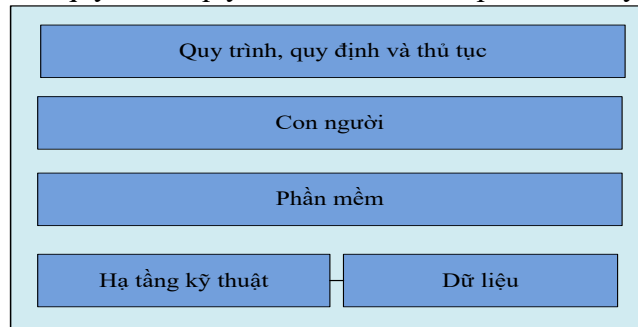 Quy trình, quy định và thủ tục
Con người
Phần mềm
Hạ tầng kỹ thuật
Dữ liệu